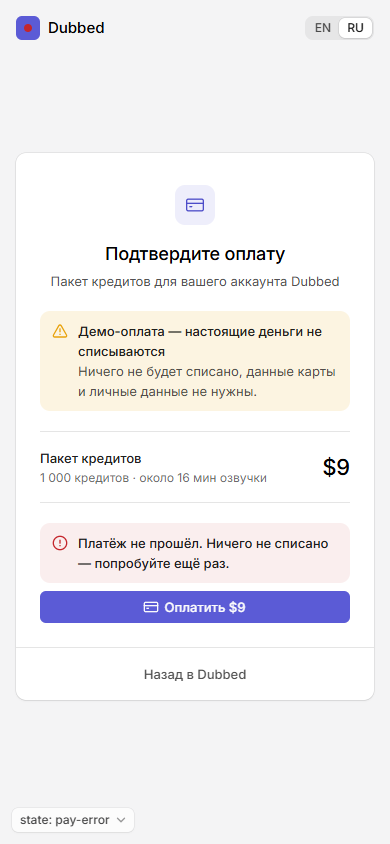 Dubbed
EN RU
Подтвердите оплату
Пакет кредитов для вашего аккаунта Dubbed
Демо-оплата — настоящие деньги не
списываются
Ничего не будет списано, данные карты
и личные данные не нужны.
Пакет кредитов
1 000 кредитов · около 16 мин озвучки
$9
Платёж не прошёл. Ничего не списано
— попробуйте ещё раз.
Оплатить $9
Назад в Dubbed
state: pay-error